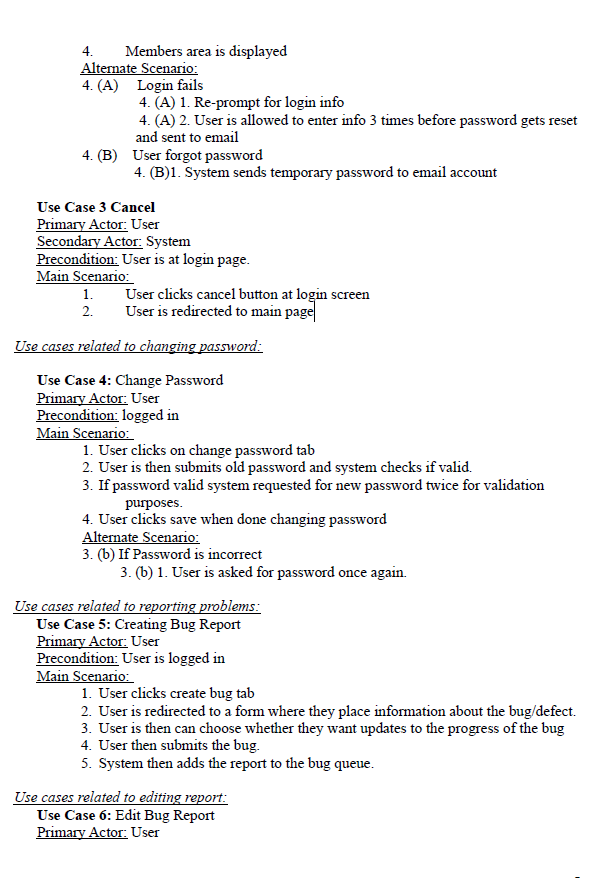 4. Members area is displayed
Alternate Scenario:
4. (A) Login fails
4. (A) 1. Re-prompt for login info
4. (A) 2. User is allowed to enter info 3 times before password gets reset
and sent to email
4. (B) User forgot password
4. (B)1. System sends temporary password to email account
Use Case 3 Cancel
Primary Actor: User
Secondary Actor: System
Precondition: User is at login page.
Main Scenario:
1. User clicks cancel button at login screen
2. User is redirected to main page
Use cases related to changing password:
Use Case 4: Change Password
Primary Actor: User
Precondition: logged in
Main Scenario:
1. User clicks on change password tab
2. User is then submits old password and system checks if valid.
3. If password valid system requested for new password twice for validation
purposes.
4. User clicks save when done changing password
Alternate Scenario:
3. (b) If Password is incorrect
3. (b) 1. User is asked for password once again.
Use cases related to reporting problems:
Use Case 5: Creating Bug Report
Primary Actor: User
Precondition: User is logged in
Main Scenario:
1. User clicks create bug tab
2. User is redirected to a form where they place information about the bug/defect.
3. User is then can choose whether they want updates to the progress of the bug
4. User then submits the bug.
5. System then adds the report to the bug queue.
Use cases related to editing report:
Use Case 6: Edit Bug Report
Primary Actor: User